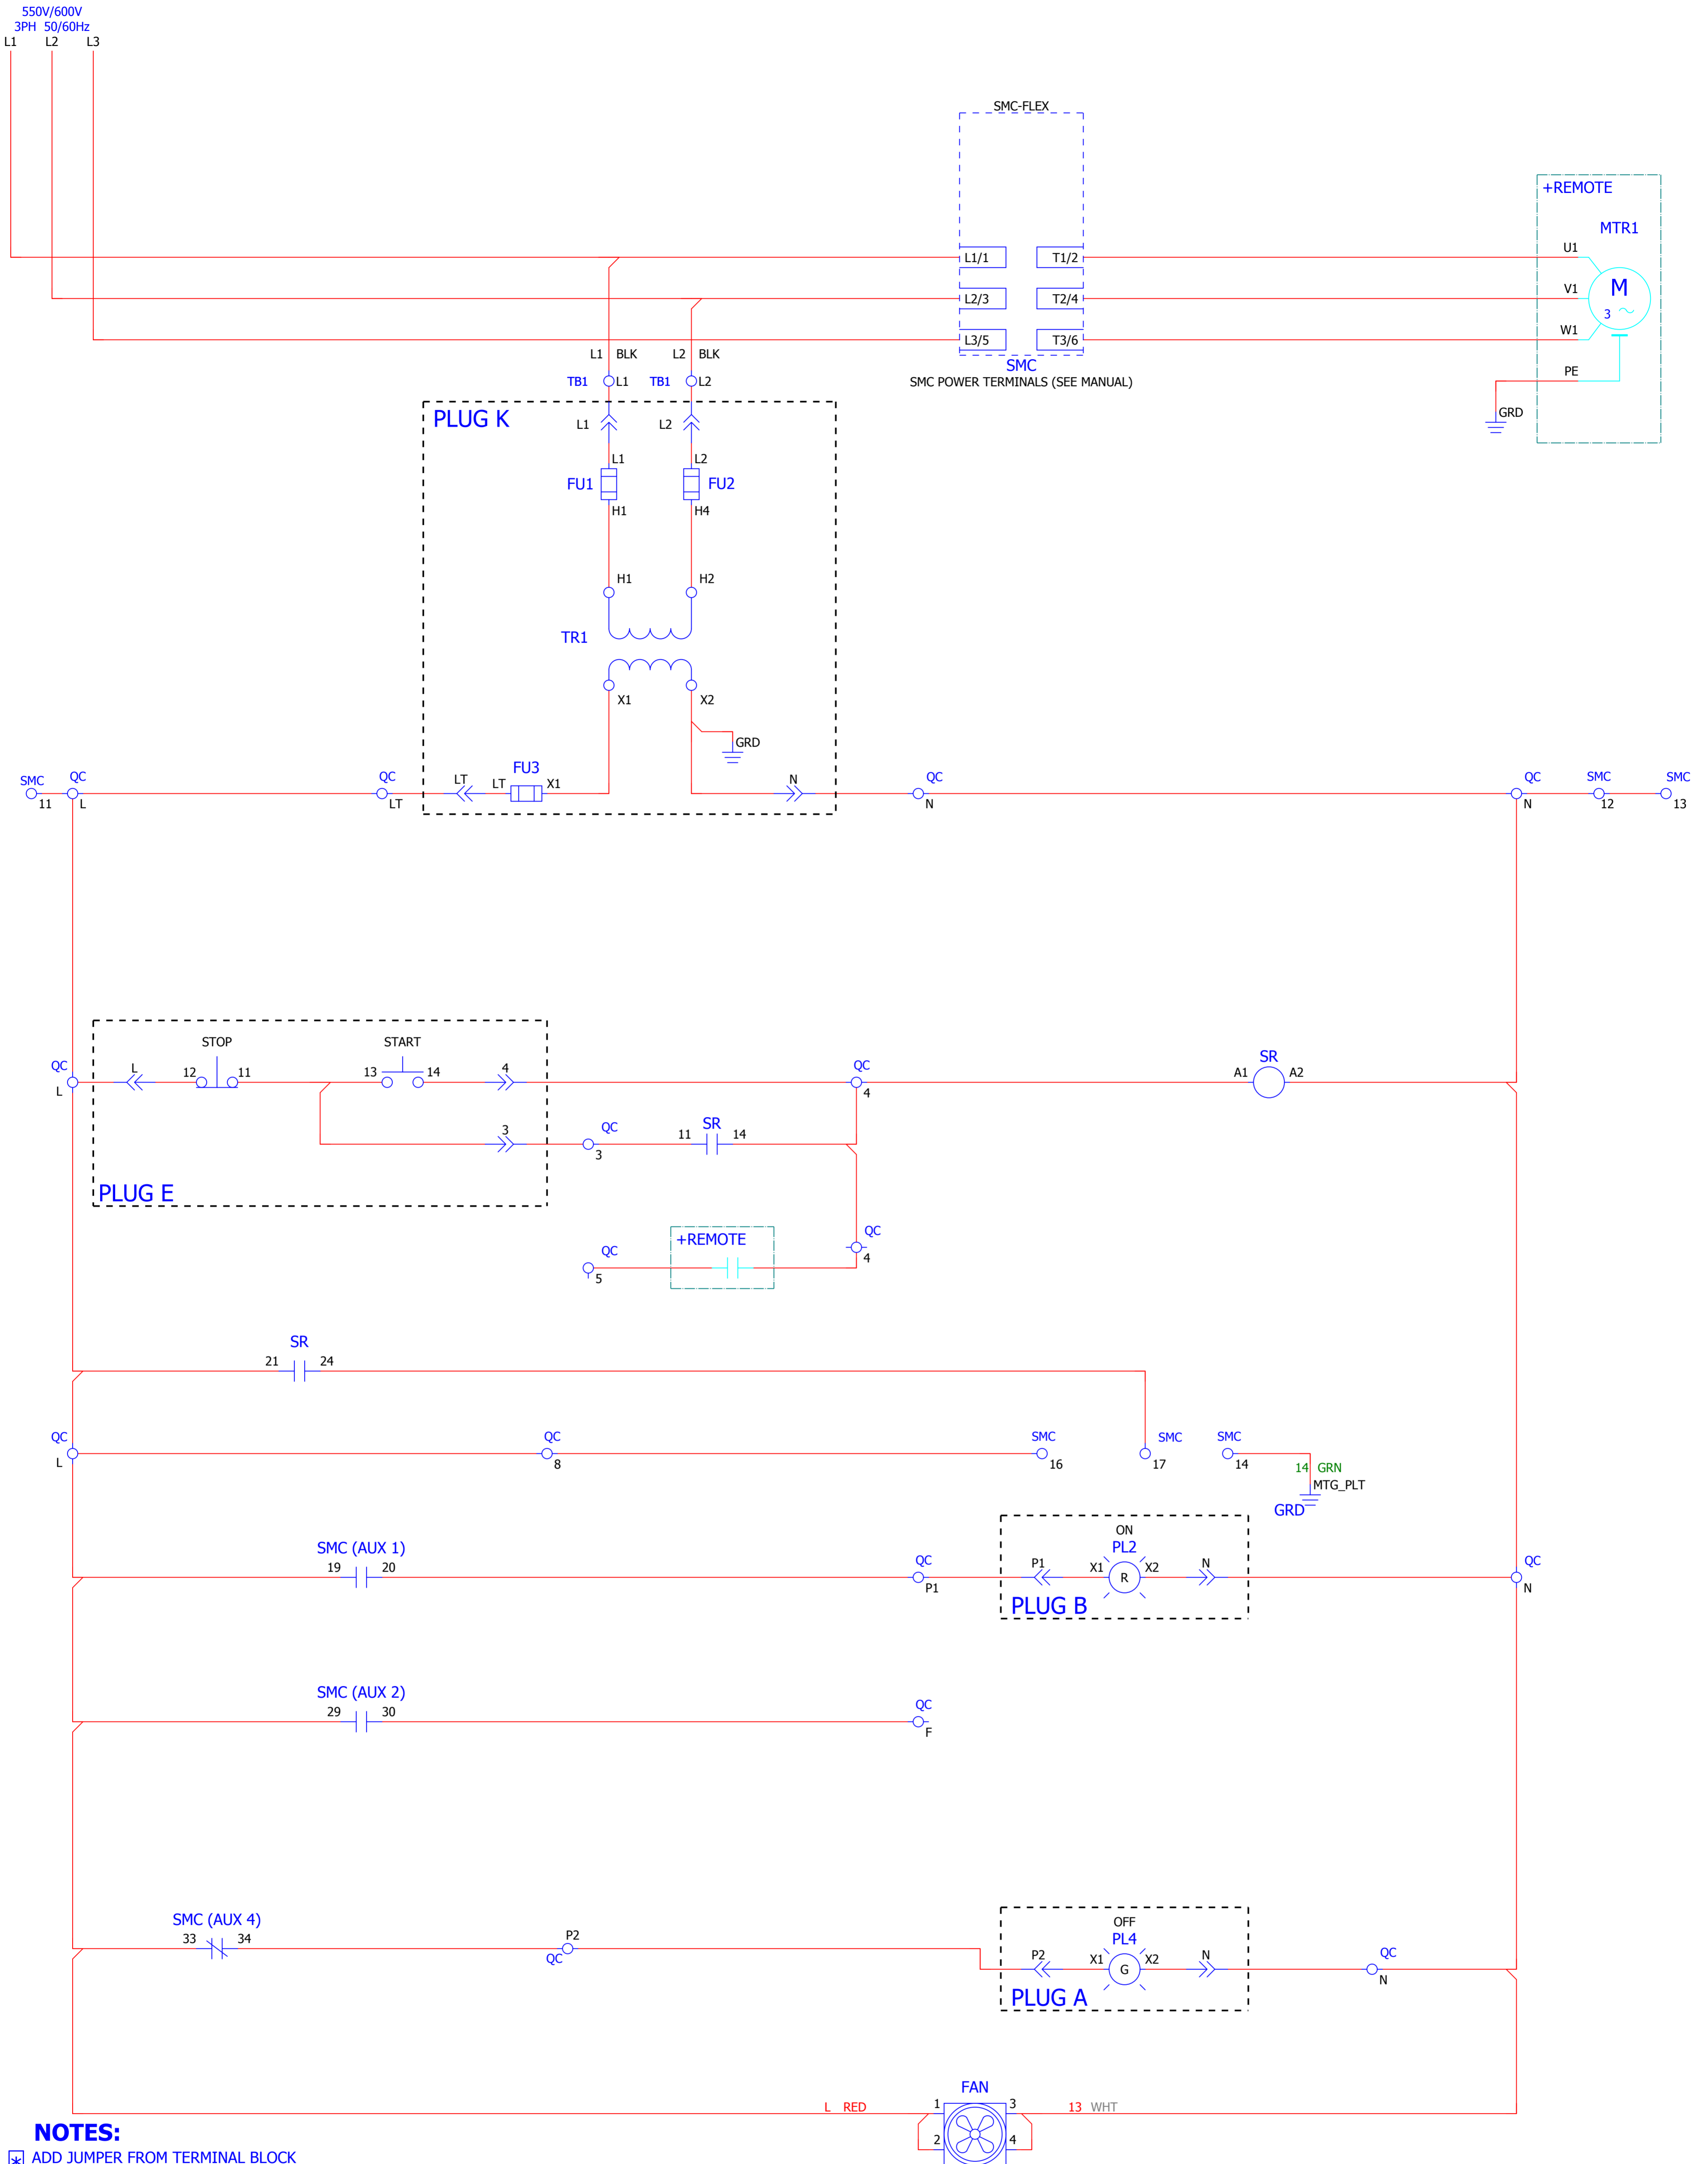 550V/600V
3PH 50/60Hz
L1 L2 L3
SMC-FLEX
+REMOTE
MTR1
U1
L1/1 T1/2
V1
M
3
L2/3 T2/4
W1
L3/5 T3/6
L1 BLK L2 BLK
SMC
SMC POWER TERMINALS (SEE MANUAL)
PE
TB1 L1 TB1 L2
GRD
PLUG K
L1 L2
L1 L2
FU1 FU2
H1 H4
H1 H2
TR1
X1 X2
GRD
SMC QC QC LT LT FU3 X1 N QC QC SMC SMC
11 L LT N N 12 13
STOP START
QC L 12 11 13 14 4 QC SR
L 4 A1 A2
3 QC 11 SR 14
3
PLUG E
+REMOTE
QC QC
5 4
SR
21 24
QC QC SMC SMC SMC
L 8 16 17 14
14 GRN
MTG_PLT
GRD
ON
SMC (AUX 1) PL2
19 20 QC P1 X1 R X2 N QC
P1 N
PLUG B
SMC (AUX 2)
29 30 QC
F
OFF
SMC (AUX 4) PL4
33 34 P2 P2 X1 G X2 N QC
QC N
PLUG A
FAN
L RED 1 3 13 WHT
2 4
NOTES:
* ADD JUMPER FROM TERMINAL BLOCK